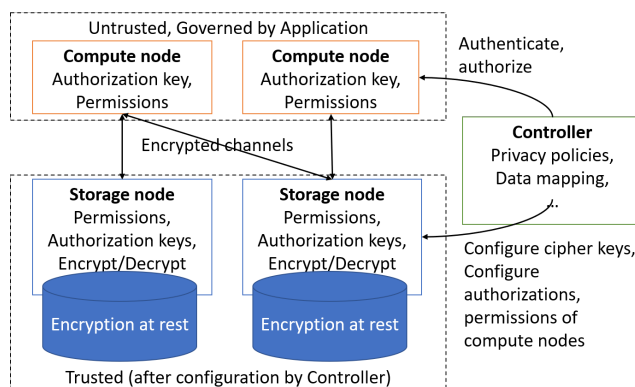 Untrusted, Governed by Application
Compute node
Authorization key,
Permissions
Compute node
Authorization key,
Permissions
Authenticate,
authorize
Encrypted channels
Controller
Privacy policies,
Data mapping,
...
Storage node
Permissions,
Authorization keys,
Encrypt/Decrypt
Encryption at rest
Storage node
Permissions,
Authorization keys,
Encrypt/Decrypt
Encryption at rest
Configure cipher keys,
Configure
authorizations,
permissions of
compute nodes
Trusted (after configuration by Controller)